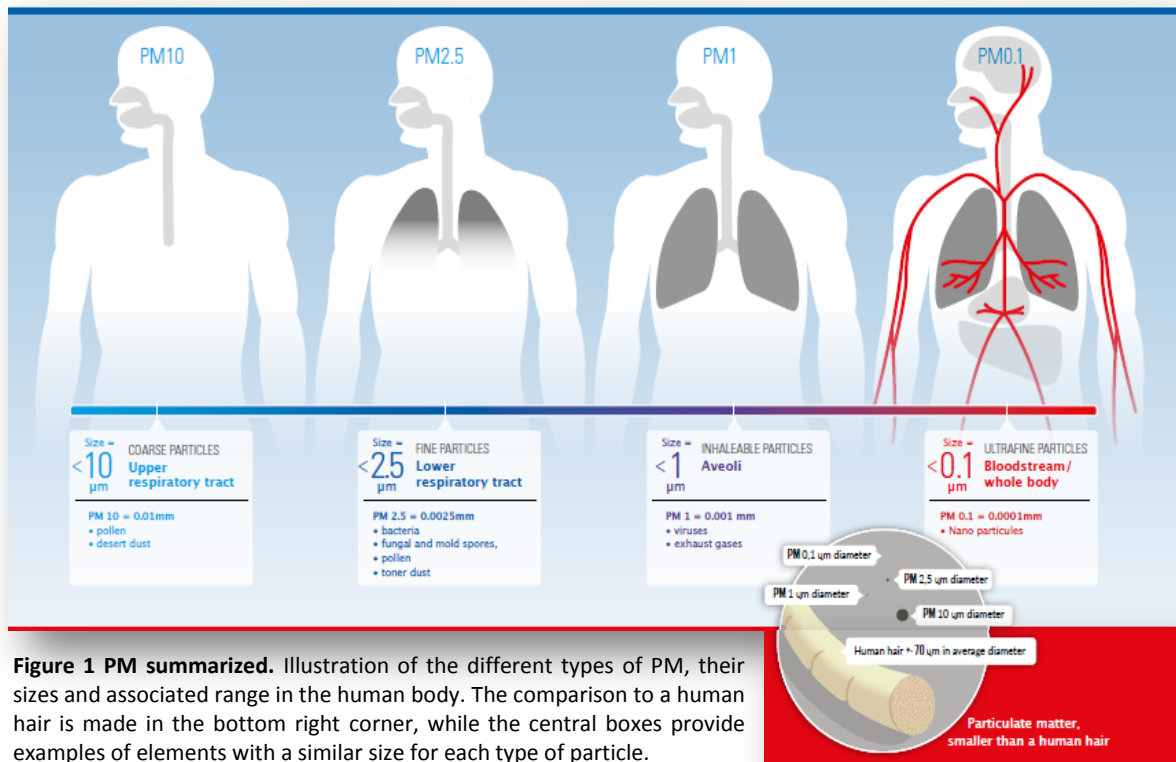 PM10
PM2.5
PM1
PM0.1
Size =
<10
µm
COARSE PARTICLES
Upper
respiratory tract
PM 10 = 0.01mm
• pollen
• desert dust
Size =
<2.5
µm
FINE PARTICLES
Lower
respiratory tract
PM 2.5 = 0.0025mm
• bacteria
• fungal and mold spores,
• pollen
• toner dust
Size =
<1
µm
INHALEABLE PARTICLES
Aveoli
PM 1 = 0.001 mm
• viruses
• exhaust gases
Size =
<0.1
µm
ULTRAFINE PARTICLES
Bloodstream/
whole body
PM 0.1 = 0.0001mm
• Nano particules
PM 0,1 µm diameter
PM 2,5 µm diameter
PM 1 µm diameter
PM 10 µm diameter
Human hair +-70 µm in average diameter
Particulate matter,
smaller than a human hair
Figure 1 PM summarized. Illustration of the different types of PM, their
sizes and associated range in the human body. The comparison to a human
hair is made in the bottom right corner, while the central boxes provide
examples of elements with a similar size for each type of particle.